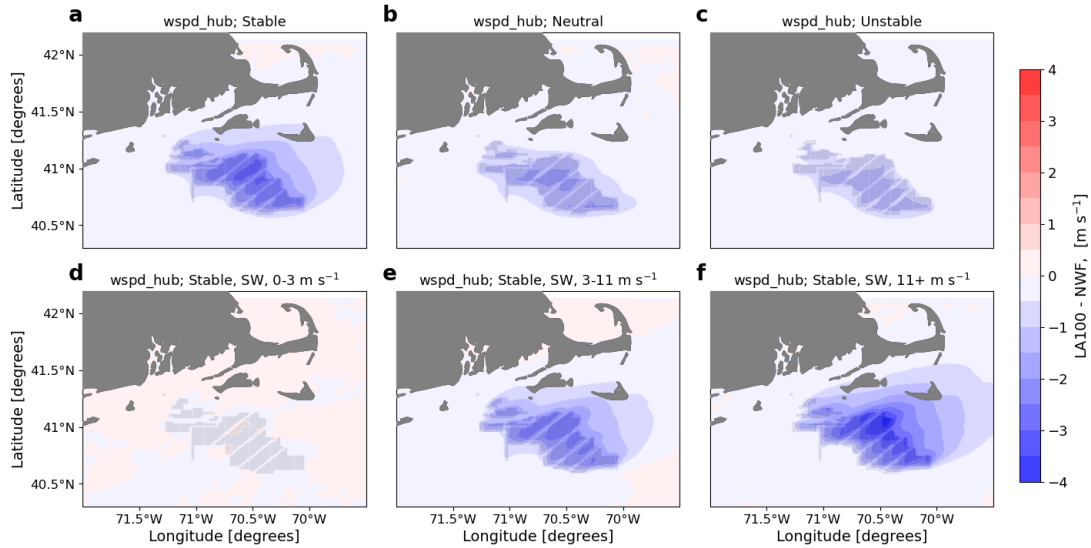 a wspd_hub; Stable
b wspd_hub; Neutral
c wspd_hub; Unstable
42°N
41.5°N
41°N
40.5°N
Latitude [degrees]
d wspd_hub; Stable, SW, 0-3 m s⁻¹
e wspd_hub; Stable, SW, 3-11 m s⁻¹
f wspd_hub; Stable, SW, 11+ m s⁻¹
42°N
41.5°N
41°N
40.5°N
Latitude [degrees]
71.5°W 71°W 70.5°W 70°W
71.5°W 71°W 70.5°W 70°W
71.5°W 71°W 70.5°W 70°W
Longitude [degrees]
Longitude [degrees]
Longitude [degrees]
4
3
2
1
0
−1
−2
−3
−4
LA100 - NWF, [m s⁻¹]